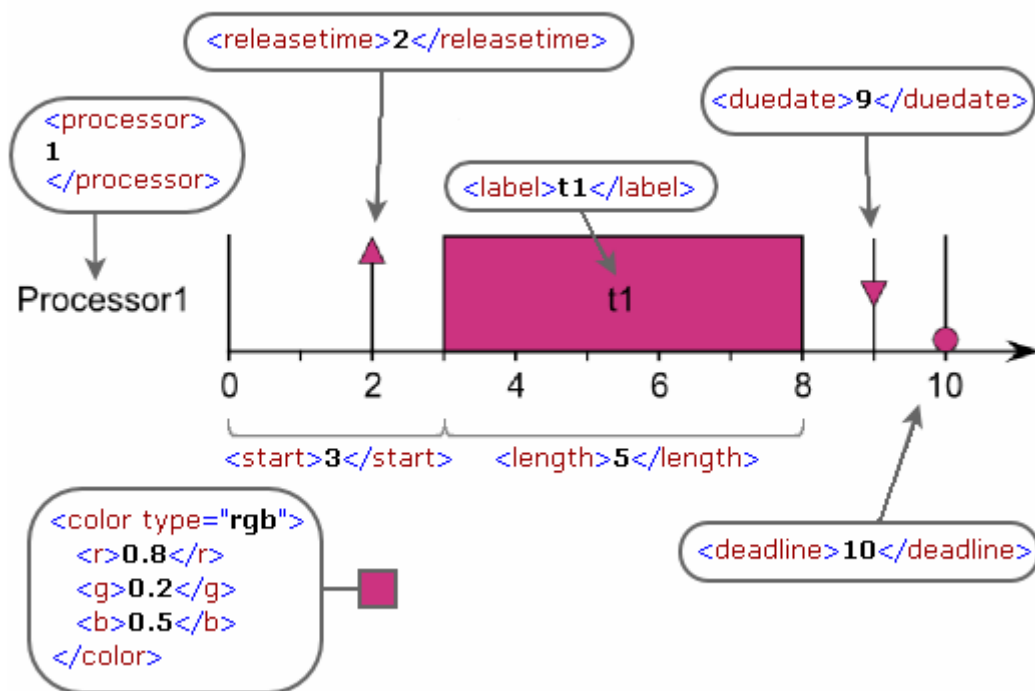 <releasetime>2</releasetime>
<duedate>9</duedate>
<processor>
1
</processor>
<label>t1</label>
Processor1
t1
0 2 4 6 8 10
<start>3</start>
<length>5</length>
<color type="rgb">
<r>0.8</r>
<g>0.2</g>
<b>0.5</b>
</color>
<deadline>10</deadline>